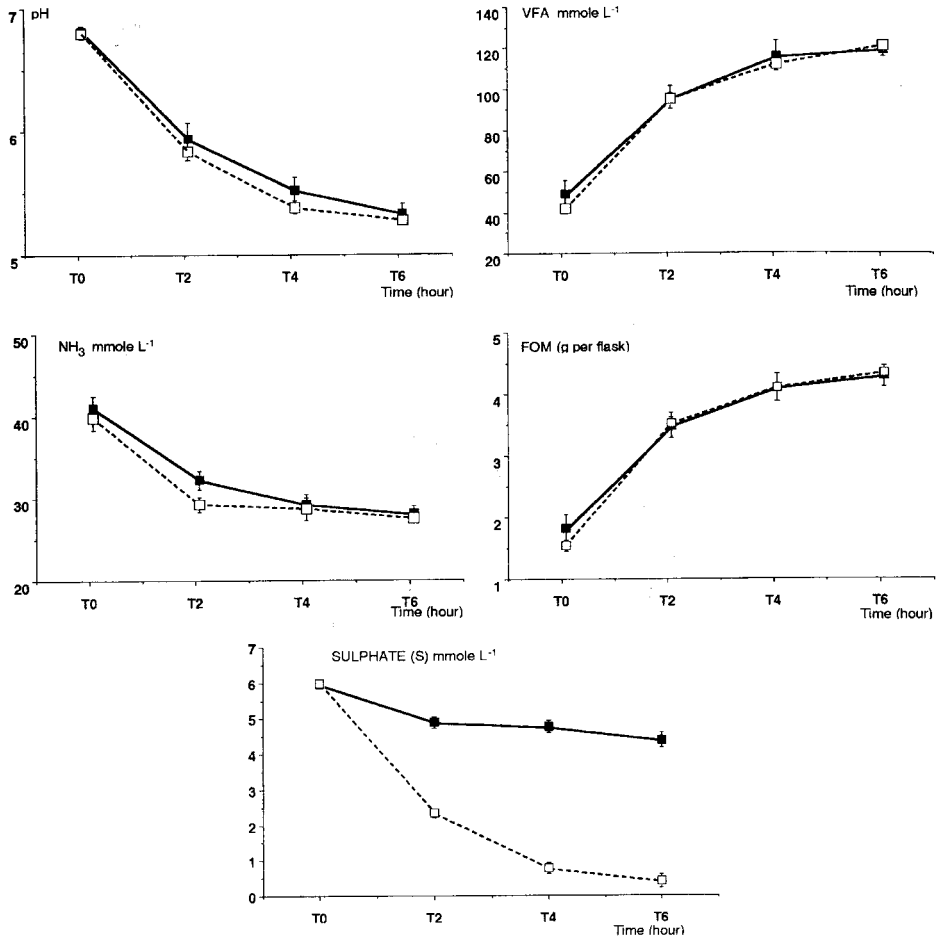 pH
7
6
5
T0 T2 T4 T6
Time (hour)
VFA mmole L-1
140
120
100
80
60
40
20
T0 T2 T4 T6
Time (hour)
NH3 mmole L-1
50
40
30
20
T0 T2 T4 T6
Time (hour)
FOM (g per flask)
5
4
3
2
1
T0 T2 T4 T6
Time (hour)
SULPHATE (S) mmole L-1
7
6
5
4
3
2
1
0
T0 T2 T4 T6
Time (hour)